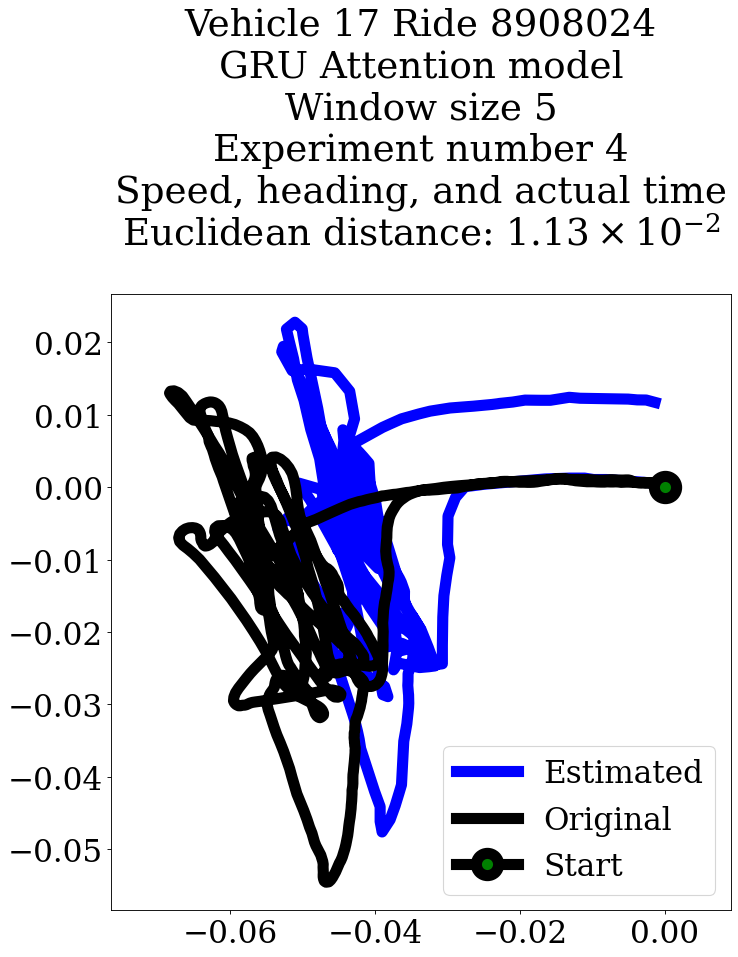 Vehicle 17 Ride 8908024
GRU Attention model
Window size 5
Experiment number 4
Speed, heading, and actual time
Euclidean distance: 1.13 × 10⁻²
0.02
0.01
0.00
−0.01
−0.02
−0.03
−0.04
−0.05
Estimated
Original
Start
−0.06
−0.04
−0.02
0.00